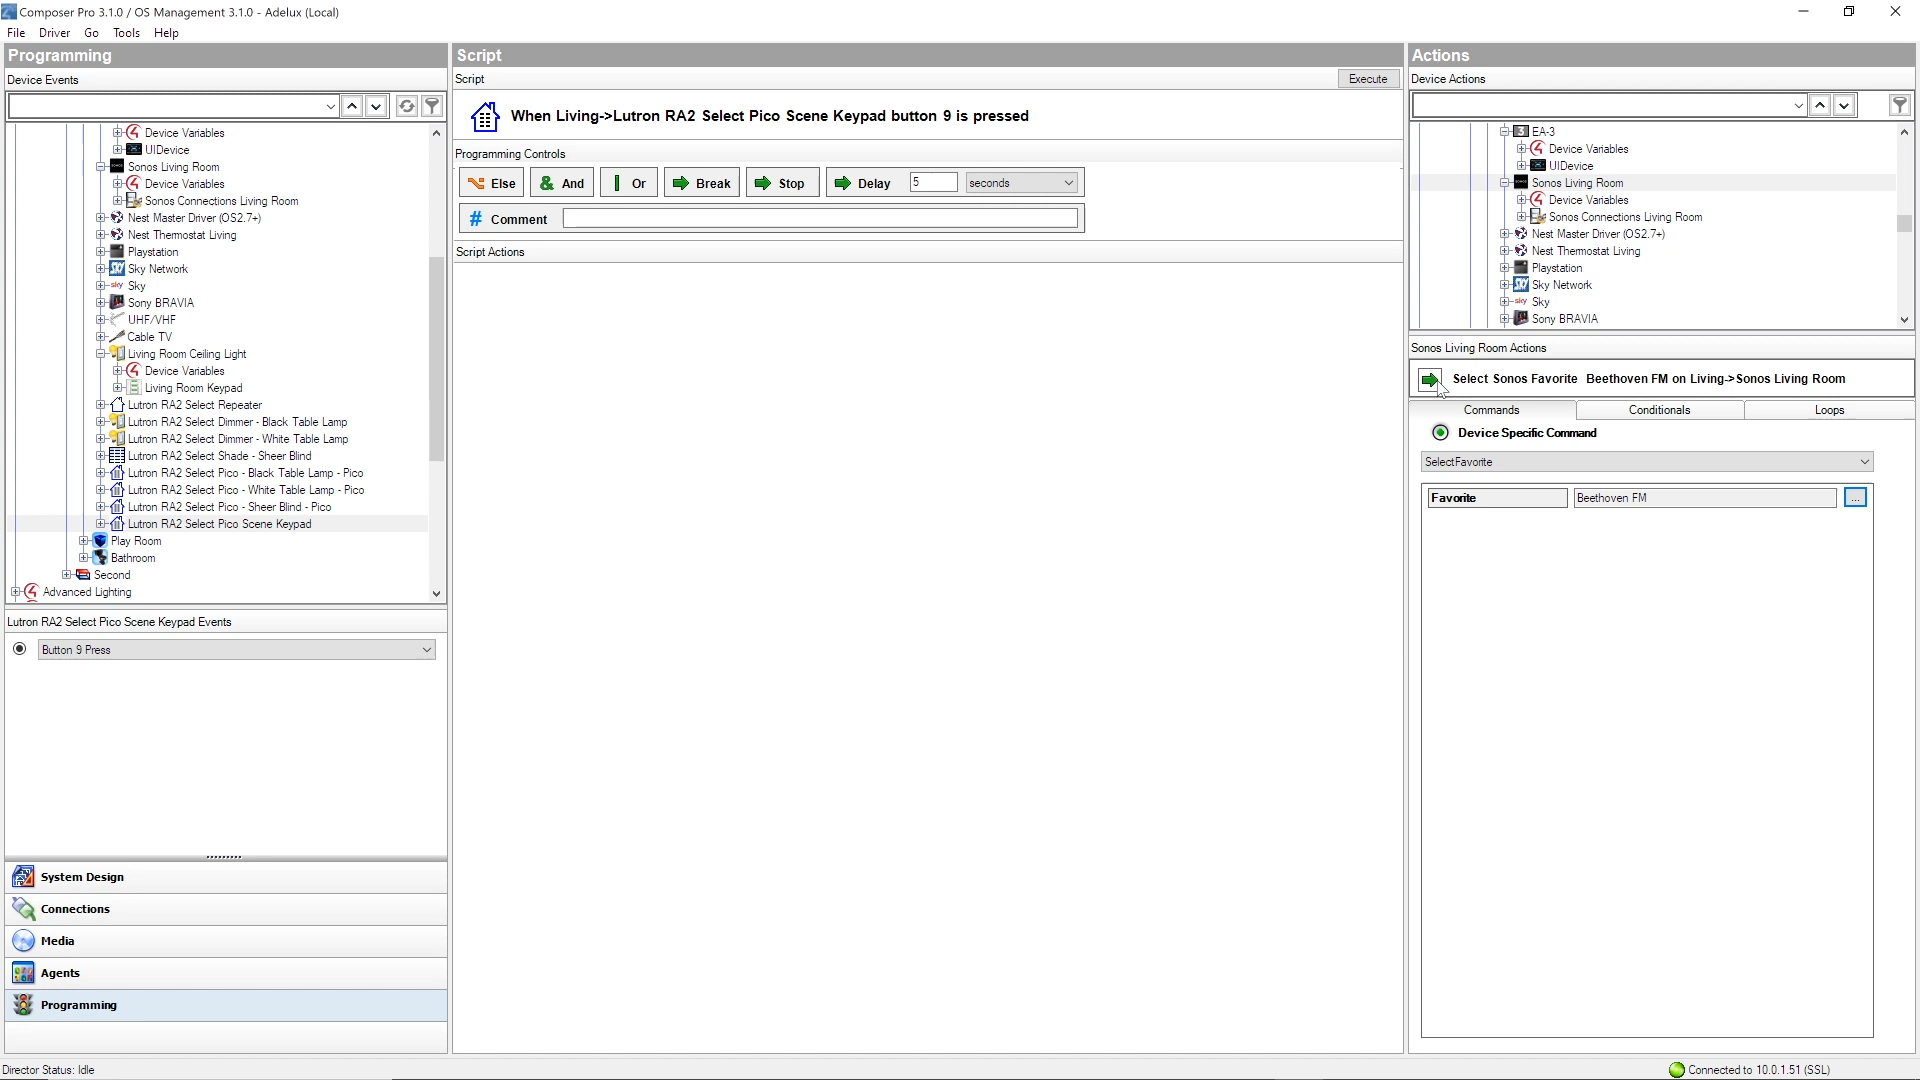 Composer Pro 3.1.0 / OS Management 3.1.0 - Adelux (Local)
File Driver Go Tools Help
Programming
Device Events
Device Variables
UIDevice
Sonos Living Room
Device Variables
Sonos Connections Living Room
Nest Master Driver (OS2.7+)
Nest Thermostat Living
Playstation
Sky Network
sky Sky
Sony BRAVIA
UHF/VHF
Cable TV
Living Room Ceiling Light
Device Variables
Living Room Keypad
Lutron RA2 Select Repeater
Lutron RA2 Select Dimmer - Black Table Lamp
Lutron RA2 Select Dimmer - White Table Lamp
Lutron RA2 Select Shade - Sheer Blind
Lutron RA2 Select Pico - Black Table Lamp - Pico
Lutron RA2 Select Pico - White Table Lamp - Pico
Lutron RA2 Select Pico - Sheer Blind - Pico
Lutron RA2 Select Pico Scene Keypad
Play Room
Bathroom
Second
Advanced Lighting
Lutron RA2 Select Pico Scene Keypad Events
Button 9 Press
System Design
Connections
Media
Agents
Programming
Director Status: Idle
Script
Script
Execute
When Living->Lutron RA2 Select Pico Scene Keypad button 9 is pressed
Programming Controls
Else And Or Break Stop Delay 5 seconds
# Comment
Script Actions
Actions
Device Actions
3 EA-3
Device Variables
UIDevice
Sonos Living Room
Device Variables
Sonos Connections Living Room
Nest Master Driver (OS2.7+)
Nest Thermostat Living
Playstation
Sky Network
sky Sky
Sony BRAVIA
Sonos Living Room Actions
Select Sonos Favorite Beethoven FM on Living->Sonos Living Room
Commands Conditionals Loops
Device Specific Command
SelectFavorite
Favorite Beethoven FM ...
Connected to 10.0.1.51 (SSL)